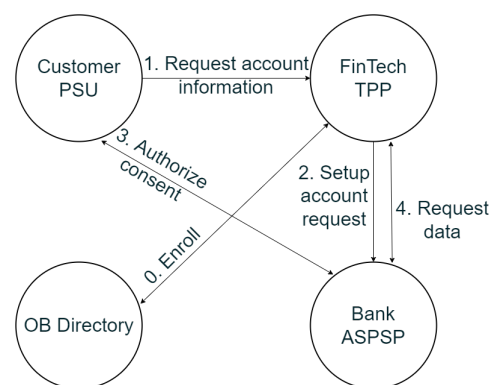 Customer
PSU
1. Request account
information
FinTech
TPP
3. Authorize
consent
2. Setup
account
request
4. Request
data
0. Enroll
OB Directory
Bank
ASPSP